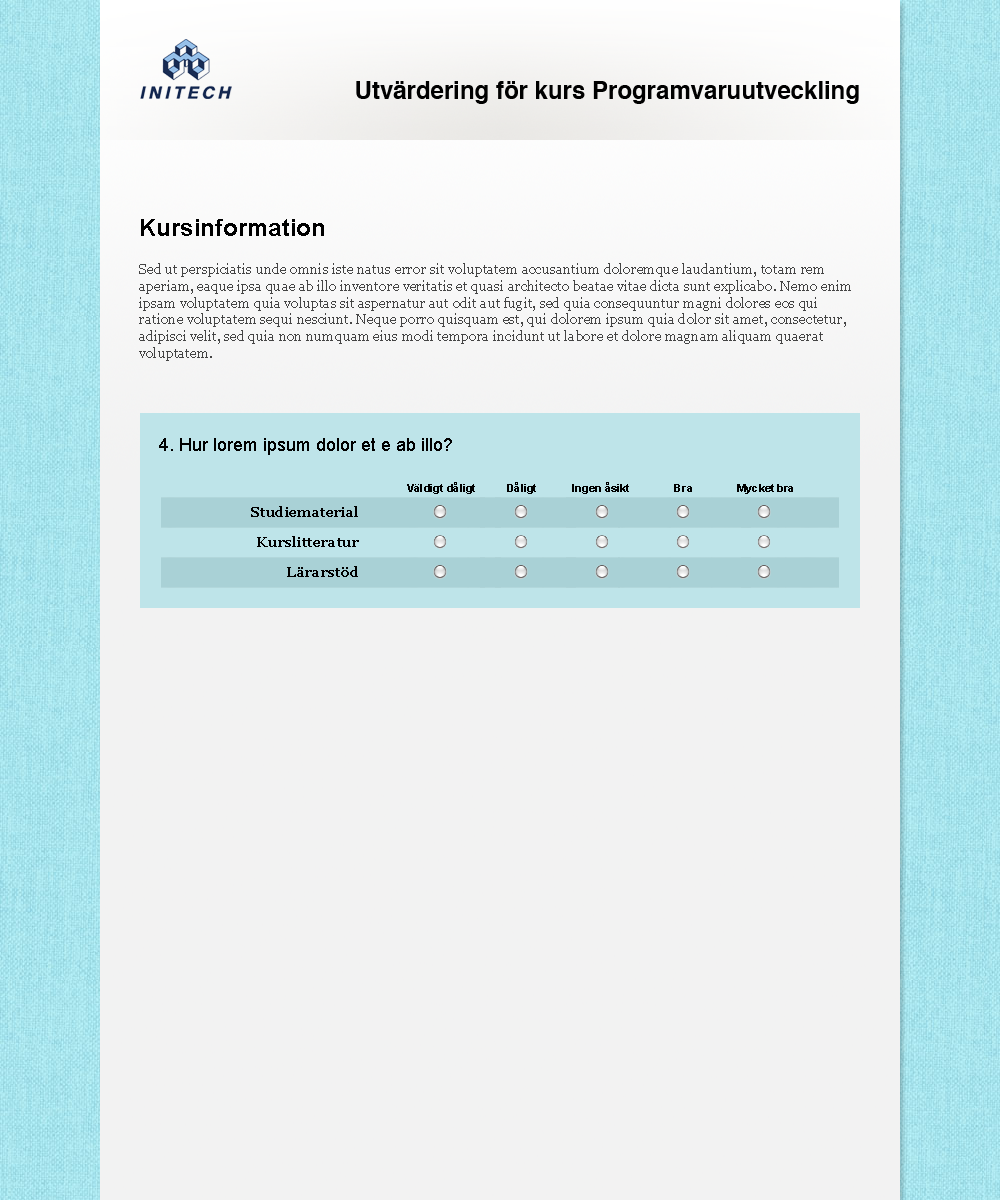 INITECH
Utvärdering för kurs Programvaruutveckling
Kursinformation
Sed ut perspiciatis unde omnis iste natus error sit voluptatem accusantium doloremque laudantium, totam rem
aperiam, eaque ipsa quae ab illo inventore veritatis et quasi architecto beatae vitae dicta sunt explicabo. Nemo enim
ipsam voluptatem quia voluptas sit aspernatur aut odit aut fugit, sed quia consequuntur magni dolores eos qui
ratione voluptatem sequi nesciunt. Neque porro quisquam est, qui dolorem ipsum quia dolor sit amet, consectetur,
adipisci velit, sed quia non numquam eius modi tempora incidunt ut labore et dolore magnam aliquam quaerat
voluptatem.
4. Hur lorem ipsum dolor et e ab illo?
Väldigt dåligt Dåligt Ingen åsikt Bra Mycket bra
Studiematerial
Kurslitteratur
Lärarstöd